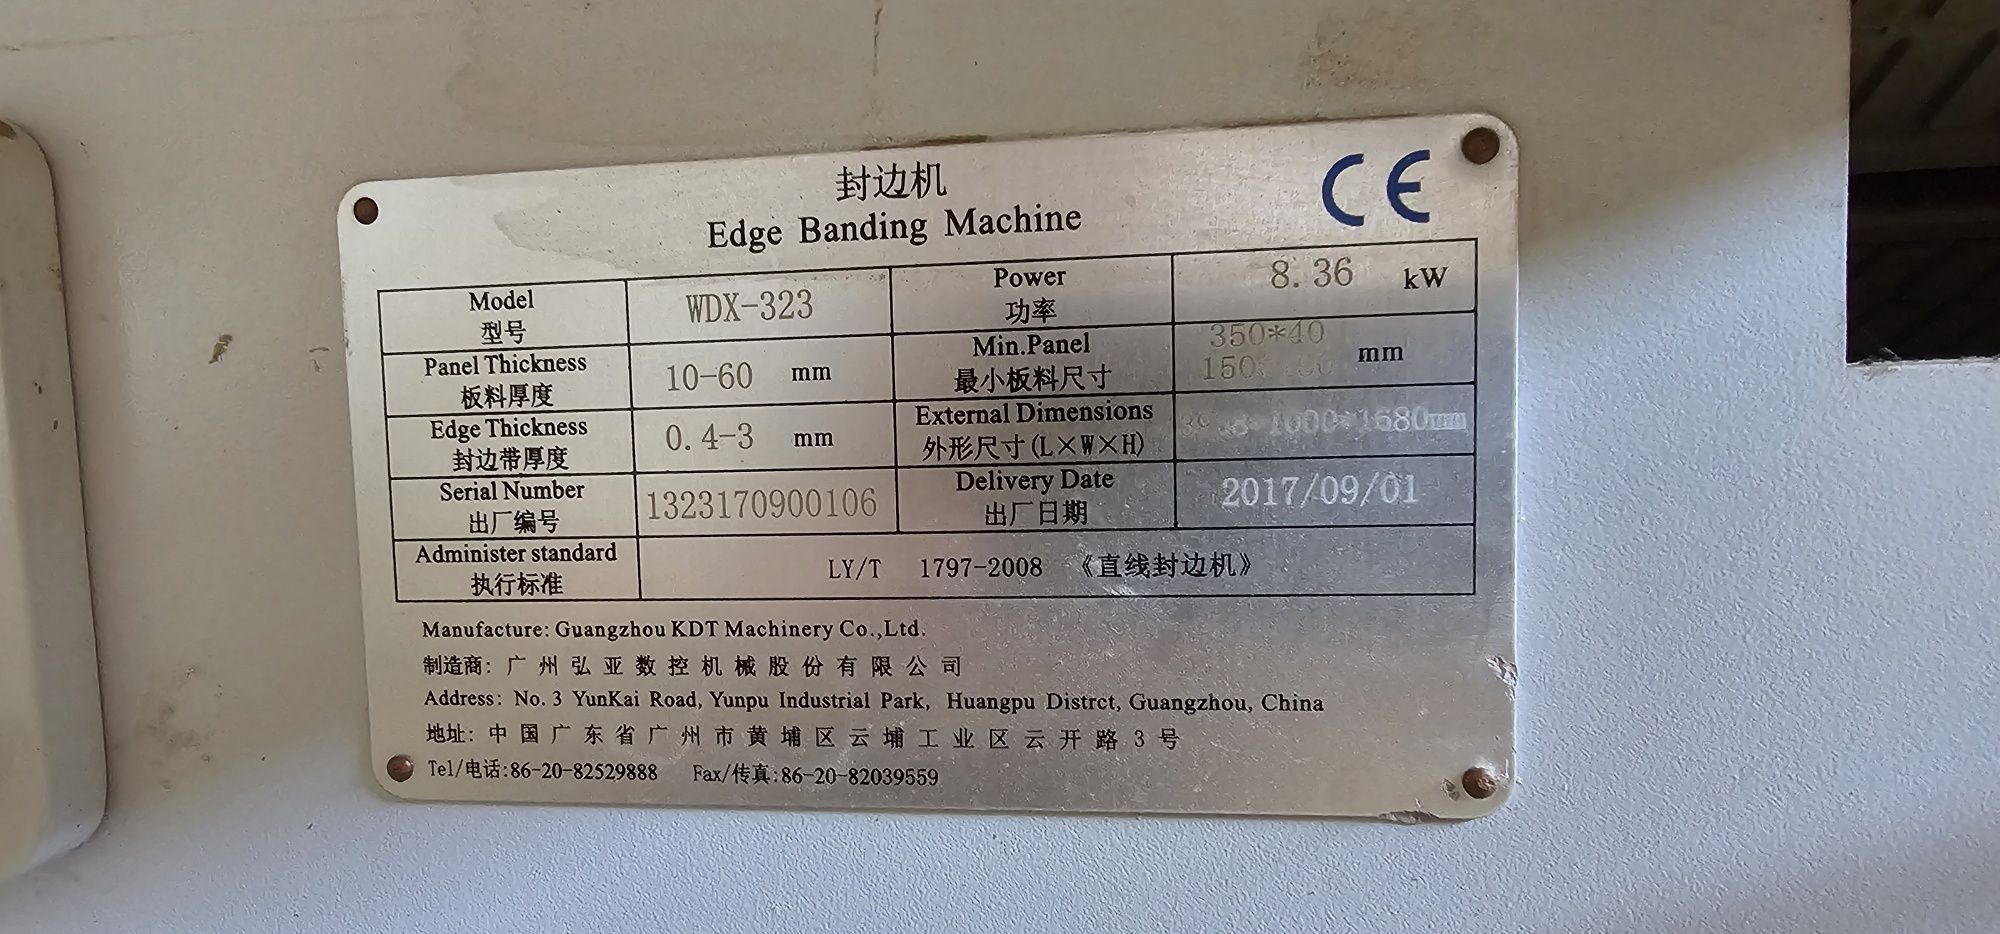 封边机
CE
Edge Banding Machine
Model
型号
WDX-323
Power
功率
8.36 kW
Panel Thickness
板料厚度
10-60 mm
Min.Panel
最小板料尺寸
350*40
mm
Edge Thickness
封边带厚度
0.4-3 mm
External Dimensions
外形尺寸(L×W×H)
Serial Number
出厂编号
1323170900106
Delivery Date
出厂日期
2017/09/01
Administer standard
执行标准
LY/T 1797-2008 《直线封边机》
Manufacture: Guangzhou KDT Machinery Co.,Ltd.
制造商: 广州弘亚数控机械股份有限公司
Address: No. 3 YunKai Road, Yunpu Industrial Park, Huangpu Distrct, Guangzhou, China
地址: 中国广东省广州市黄埔区云埔工业区云开路3号
Tel/电话:86-20-82529888 Fax/传真:86-20-82039559